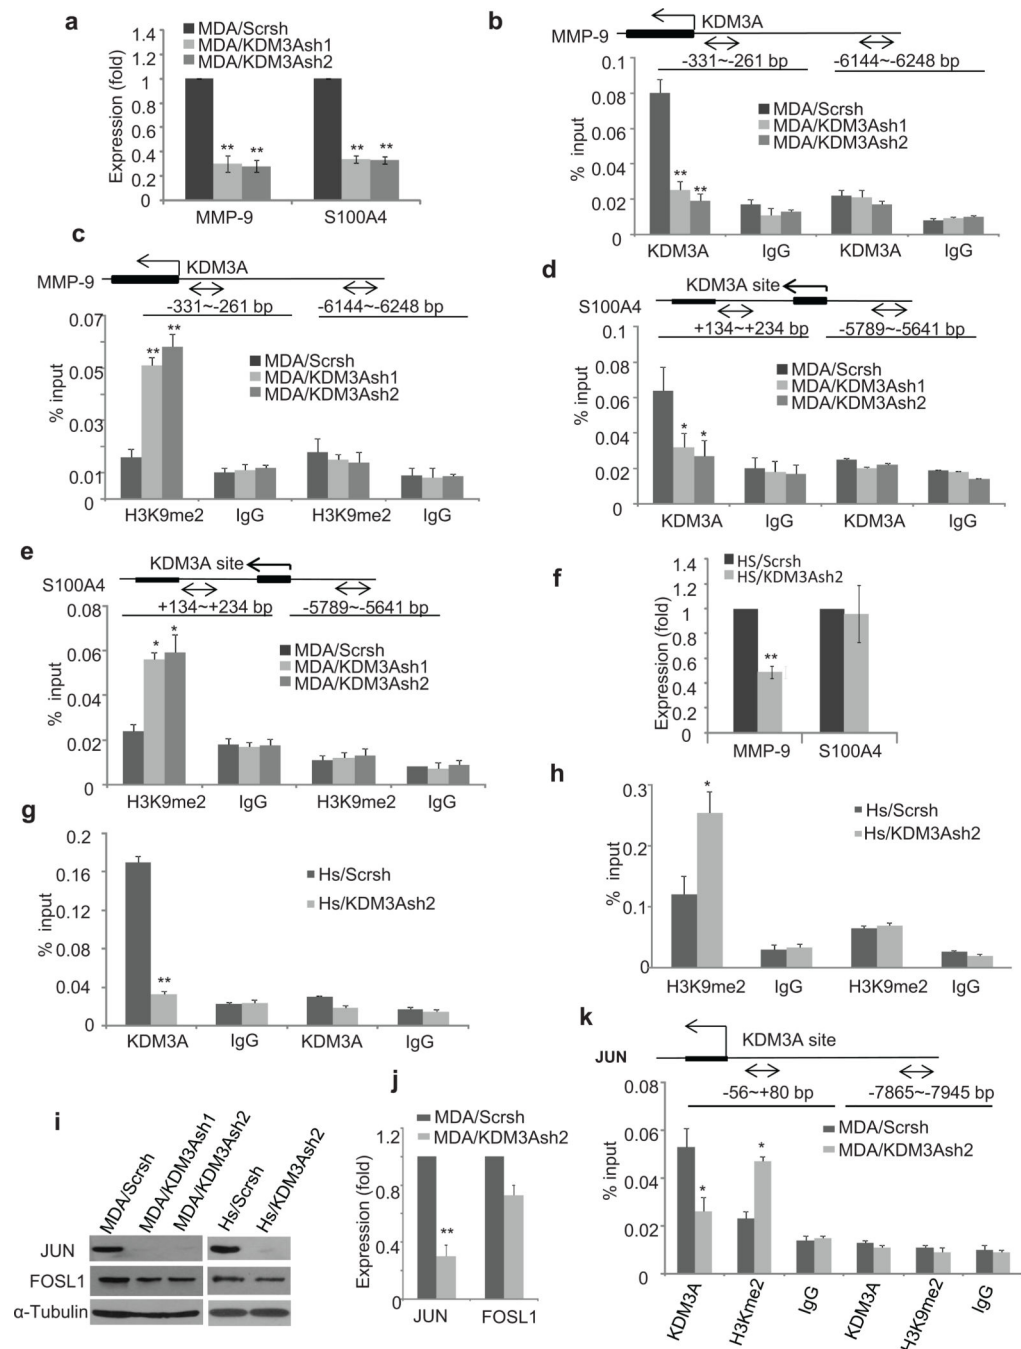 a
MDA/Scrsh
MDA/KDM3Ash1
MDA/KDM3Ash2
Expression (fold)
1.4
1.2
1
0.8
0.6
0.4
0.2
0
** **
** **
MMP-9
S100A4
b
MMP-9
KDM3A
-331~-261 bp
-6144~-6248 bp
% input
0.1
0.08
0.06
0.04
0.02
0
MDA/Scrsh
MDA/KDM3Ash1
MDA/KDM3Ash2
** **
KDM3A
IgG
KDM3A
IgG
c
MMP-9
KDM3A
-331~-261 bp
-6144~-6248 bp
% input
0.07
0.05
0.03
0.01
0
MDA/Scrsh
MDA/KDM3Ash1
MDA/KDM3Ash2
** **
H3K9me2
IgG
H3K9me2
IgG
d
S100A4
KDM3A site
+134~+234 bp
-5789~-5641 bp
% input
0.1
0.08
0.06
0.04
0.02
0
MDA/Scrsh
MDA/KDM3Ash1
MDA/KDM3Ash2
* *
KDM3A
IgG
KDM3A
IgG
e
S100A4
KDM3A site
+134~+234 bp
-5789~-5641 bp
% input
0.08
0.06
0.04
0.02
0
MDA/Scrsh
MDA/KDM3Ash1
MDA/KDM3Ash2
* *
H3K9me2
IgG
H3K9me2
IgG
f
HS/Scrsh
HS/KDM3Ash2
Expression (fold)
1.4
1.2
1
0.8
0.6
0.4
0.2
0
**
MMP-9
S100A4
g
% input
0.2
0.16
0.12
0.08
0.04
0
Hs/Scrsh
Hs/KDM3Ash2
**
KDM3A
IgG
KDM3A
IgG
h
% input
0.3
0.2
0.1
0
Hs/Scrsh
Hs/KDM3Ash2
*
H3K9me2
IgG
H3K9me2
IgG
i
MDA/Scrsh
MDA/KDM3Ash1
MDA/KDM3Ash2
Hs/Scrsh
Hs/KDM3Ash2
JUN
FOSL1
α-Tubulin
j
MDA/Scrsh
MDA/KDM3Ash2
Expression (fold)
1.2
0.8
0.4
0
**
JUN
FOSL1
k
JUN
KDM3A site
-56~+80 bp
-7865~-7945 bp
% input
0.08
0.06
0.04
0.02
0
MDA/Scrsh
MDA/KDM3Ash2
* *
KDM3A
H3Kme2
IgG
KDM3A
H3K9me2
IgG